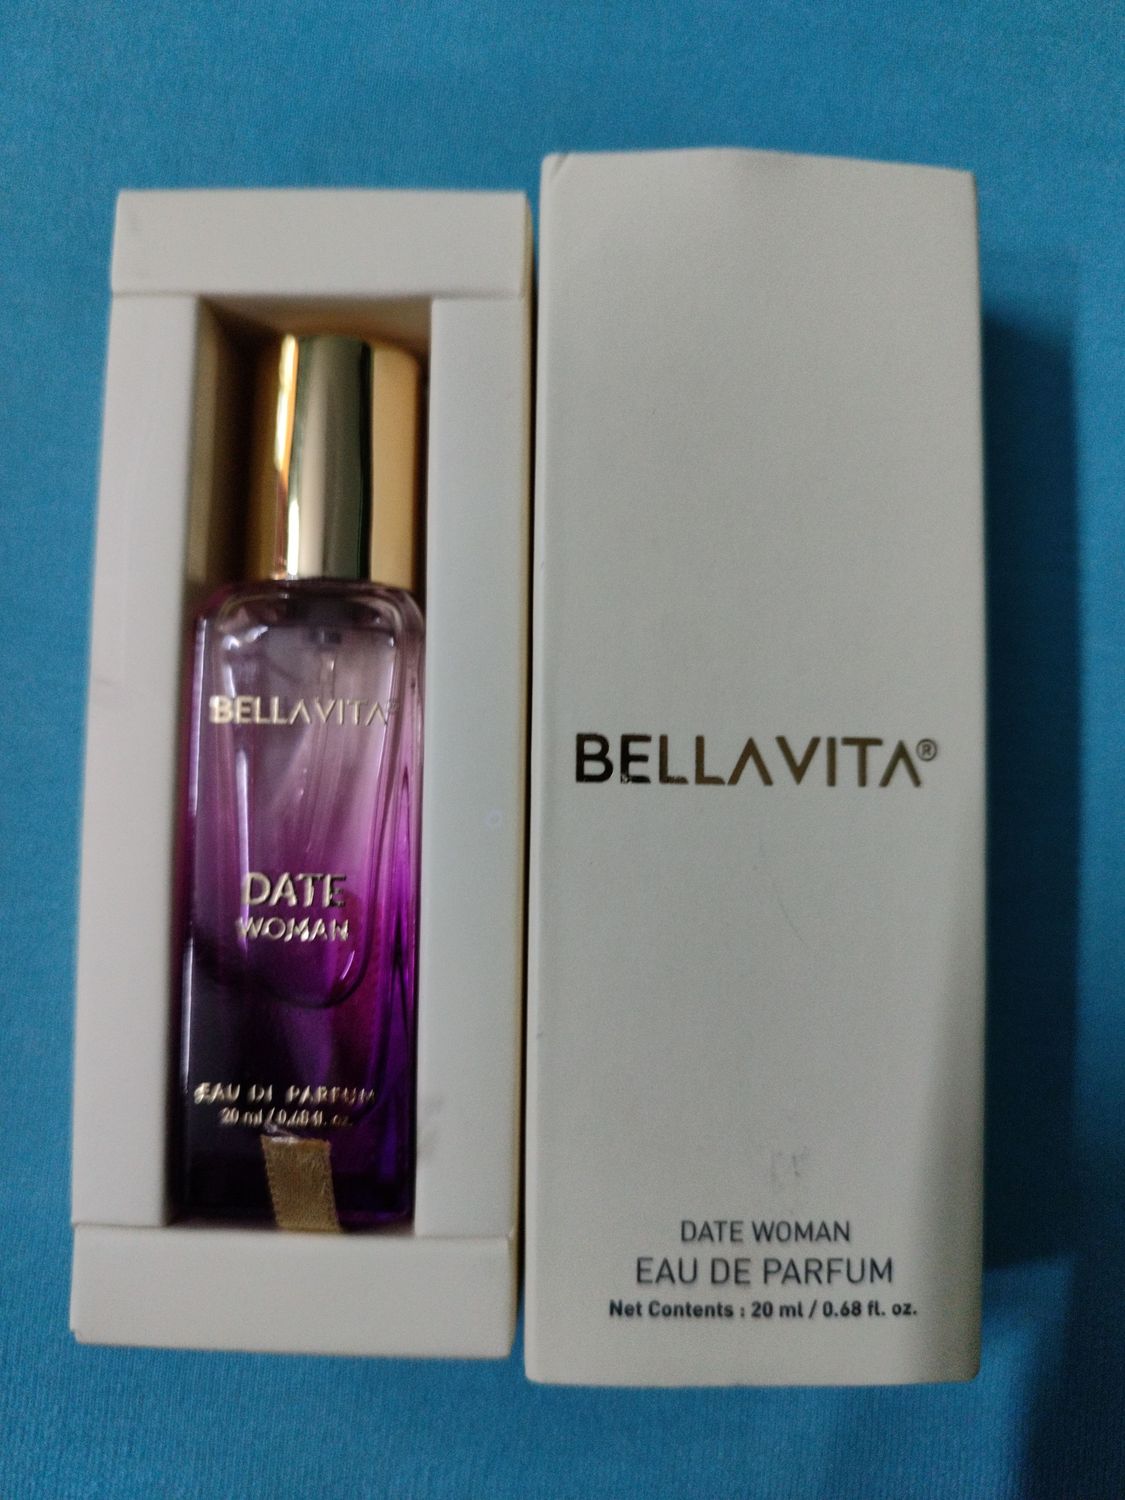 BELLAVITA®
DATE
WOMAN
EAU DE PARFUM
20 ml / 0.68 fl. oz.
BELLAVITA®
DATE WOMAN
EAU DE PARFUM
Net Contents : 20 ml / 0.68 fl. oz.